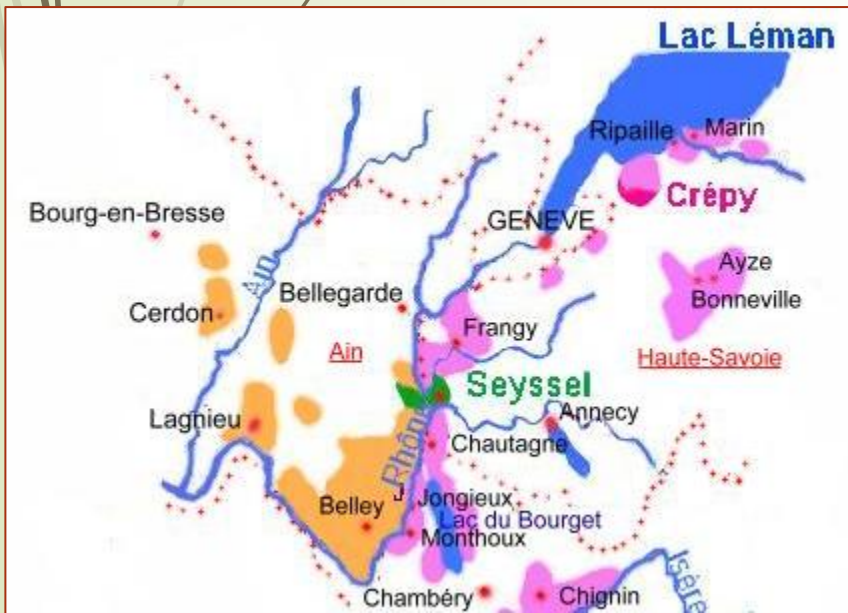 Lac Léman
Ripaille
Marin
Crépy
Bourg-en-Bresse
GENEVE
Ain
Ayze
Bellegarde
Bonneville
Cerdon
Frangy
Ain
Haute-Savoie
Seyssel
Annecy
Lagnieu
Chautagne
Rhône
Jongieux
Belley
Lac du Bourget
Monthoux
Isère
Chambéry
Chignin